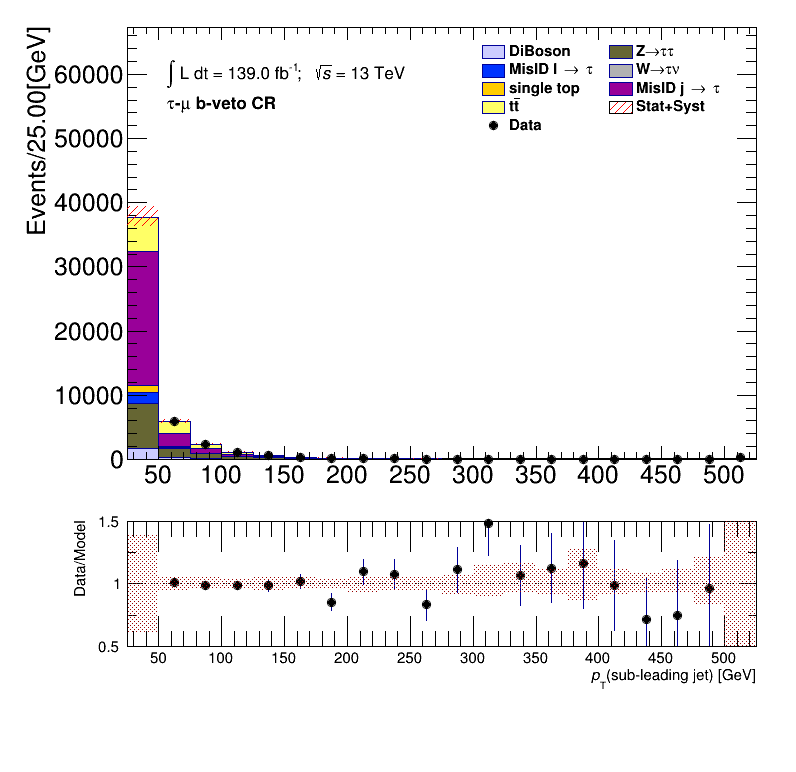 Events/25.00[GeV]
60000
50000
40000
30000
20000
10000
0
∫ L dt = 139.0 fb⁻¹; √s = 13 TeV
τ-μ b-veto CR
DiBoson
MisID l → τ
single top
tt̄
Data
Z→ττ
W→τν
MisID j → τ
Stat+Syst
50 100 150 200 250 300 350 400 450 500
Data/Model
1.5
1
0.5
50 100 150 200 250 300 350 400 450 500
p_T(sub-leading jet) [GeV]